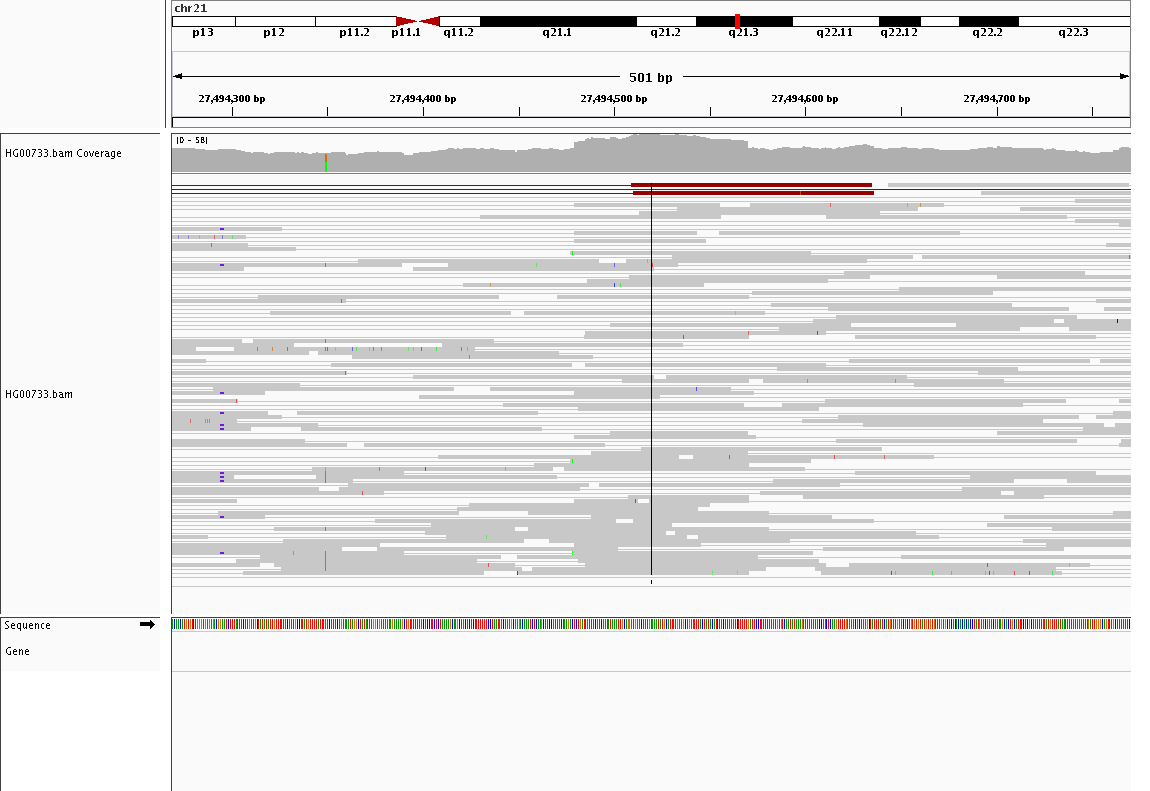 chr21
p13 p12 p11.2 p11.1 q11.2 q21.1 q21.2 q21.3 q22.11 q22.12 q22.2 q22.3
501 bp
27,494,300 bp 27,494,400 bp 27,494,500 bp 27,494,600 bp 27,494,700 bp
[0 - 58]
HG00733.bam Coverage
HG00733.bam
Sequence
Gene